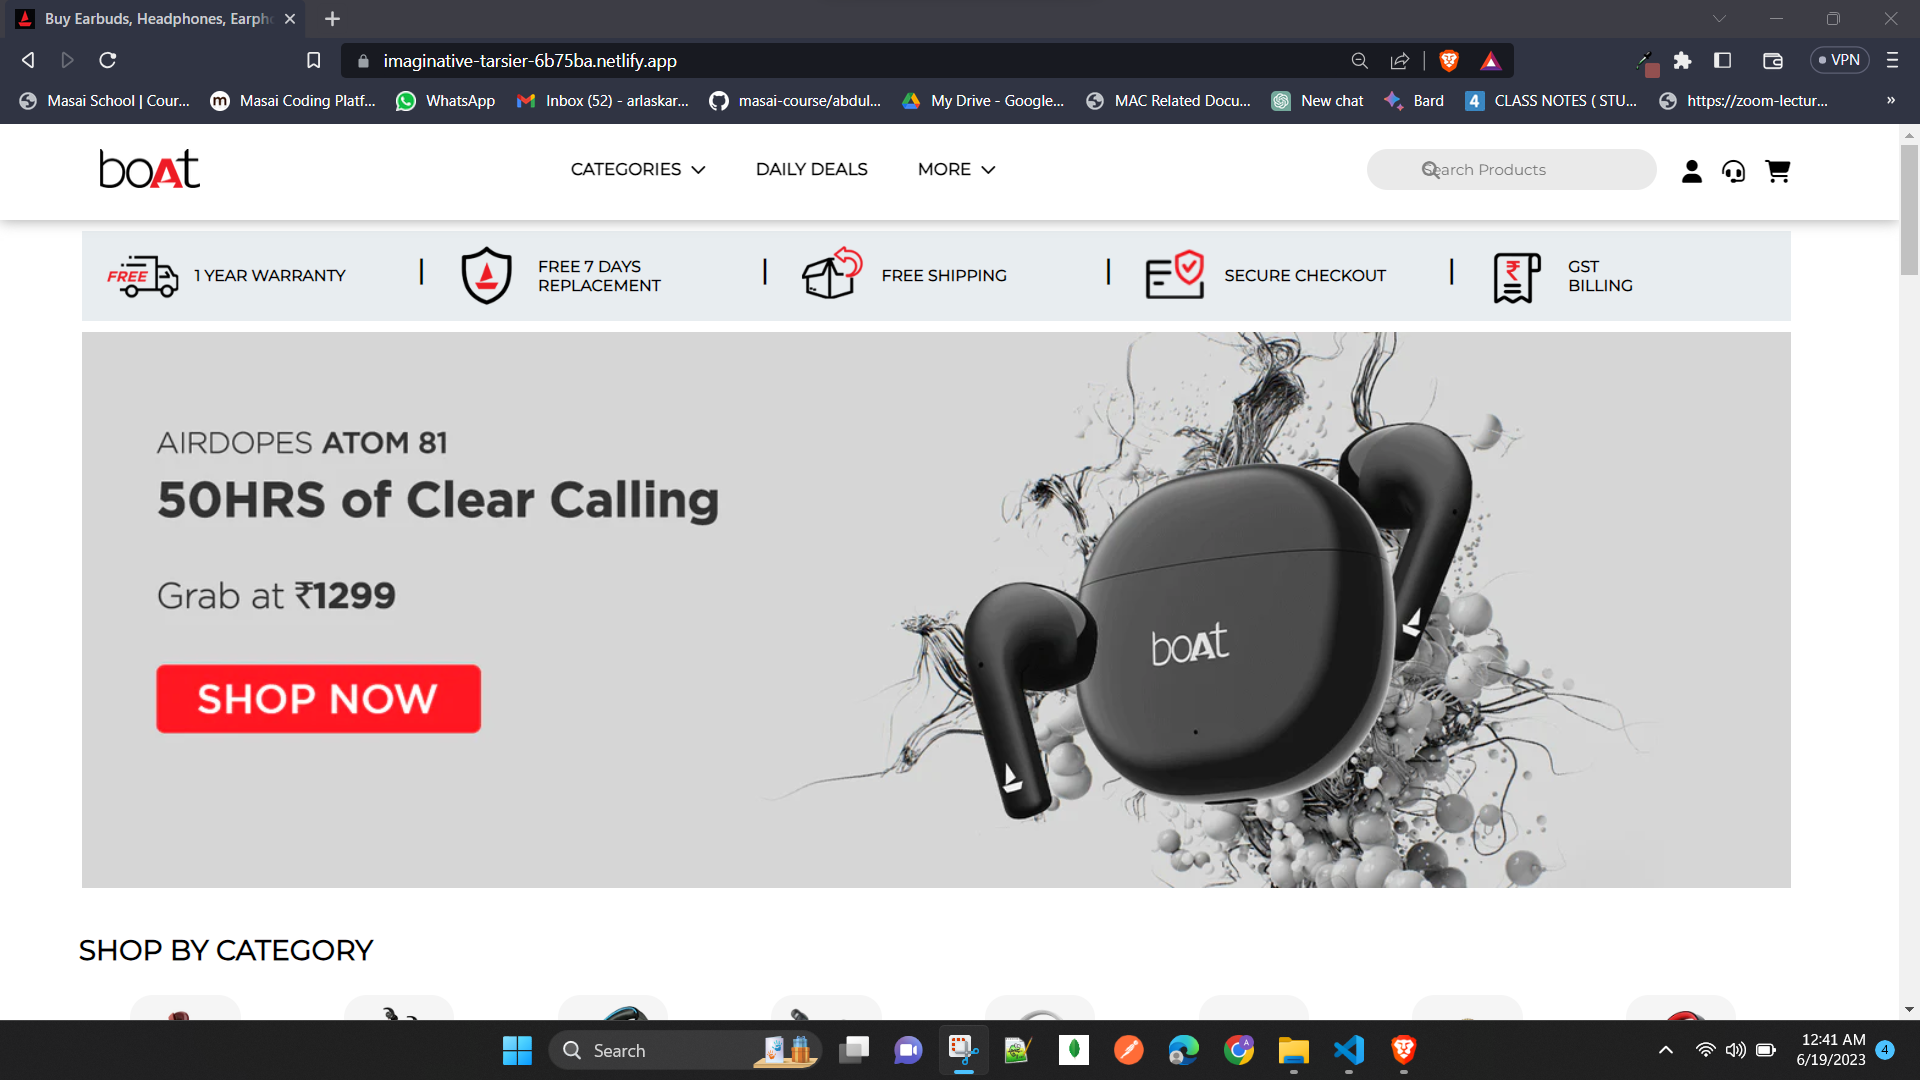 Buy Earbuds, Headphones, Earph
imaginative-tarsier-6b75ba.netlify.app
VPN
Masai School | Cour...
Masai Coding Platf...
WhatsApp
Inbox (52) - arlaskar...
masai-course/abdul...
My Drive - Google...
MAC Related Docu...
New chat
Bard
4
CLASS NOTES ( STU...
https://zoom-lectur...
»
boAt
CATEGORIES
DAILY DEALS
MORE
Search Products
FREE
1 YEAR WARRANTY
|
FREE 7 DAYS
REPLACEMENT
|
FREE SHIPPING
|
SECURE CHECKOUT
|
₹
GST
BILLING
AIRDOPES ATOM 81
50HRS of Clear Calling
Grab at ₹1299
SHOP NOW
boAt
SHOP BY CATEGORY
Search
A
12:41 AM
6/19/2023
4